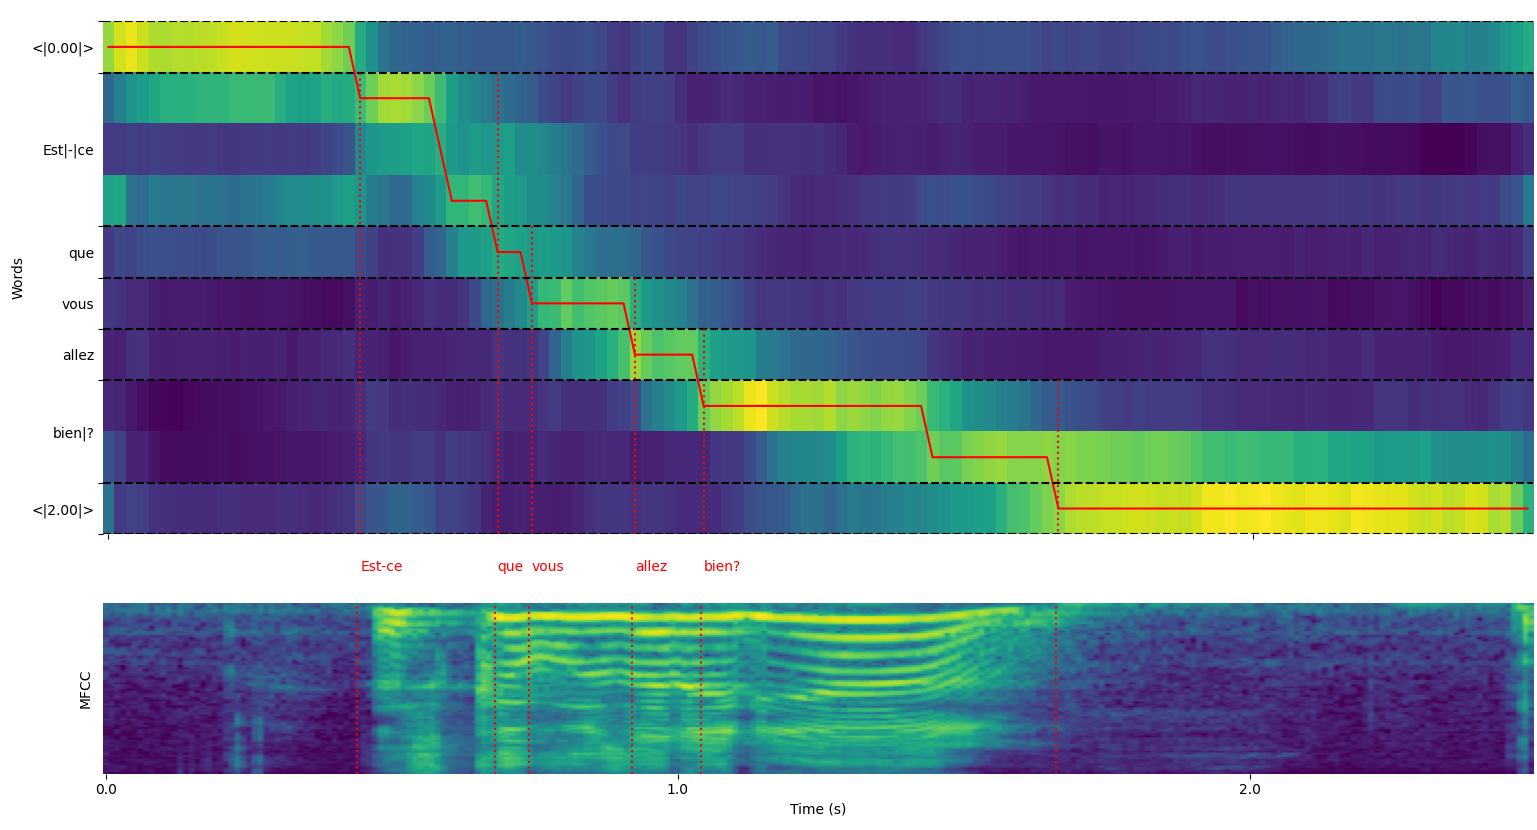 Words
<|0.00|>
Est|-|ce
que
vous
allez
bien|?
<|2.00|>
Est-ce que vous allez bien?
MFCC
0.0 1.0 2.0
Time (s)